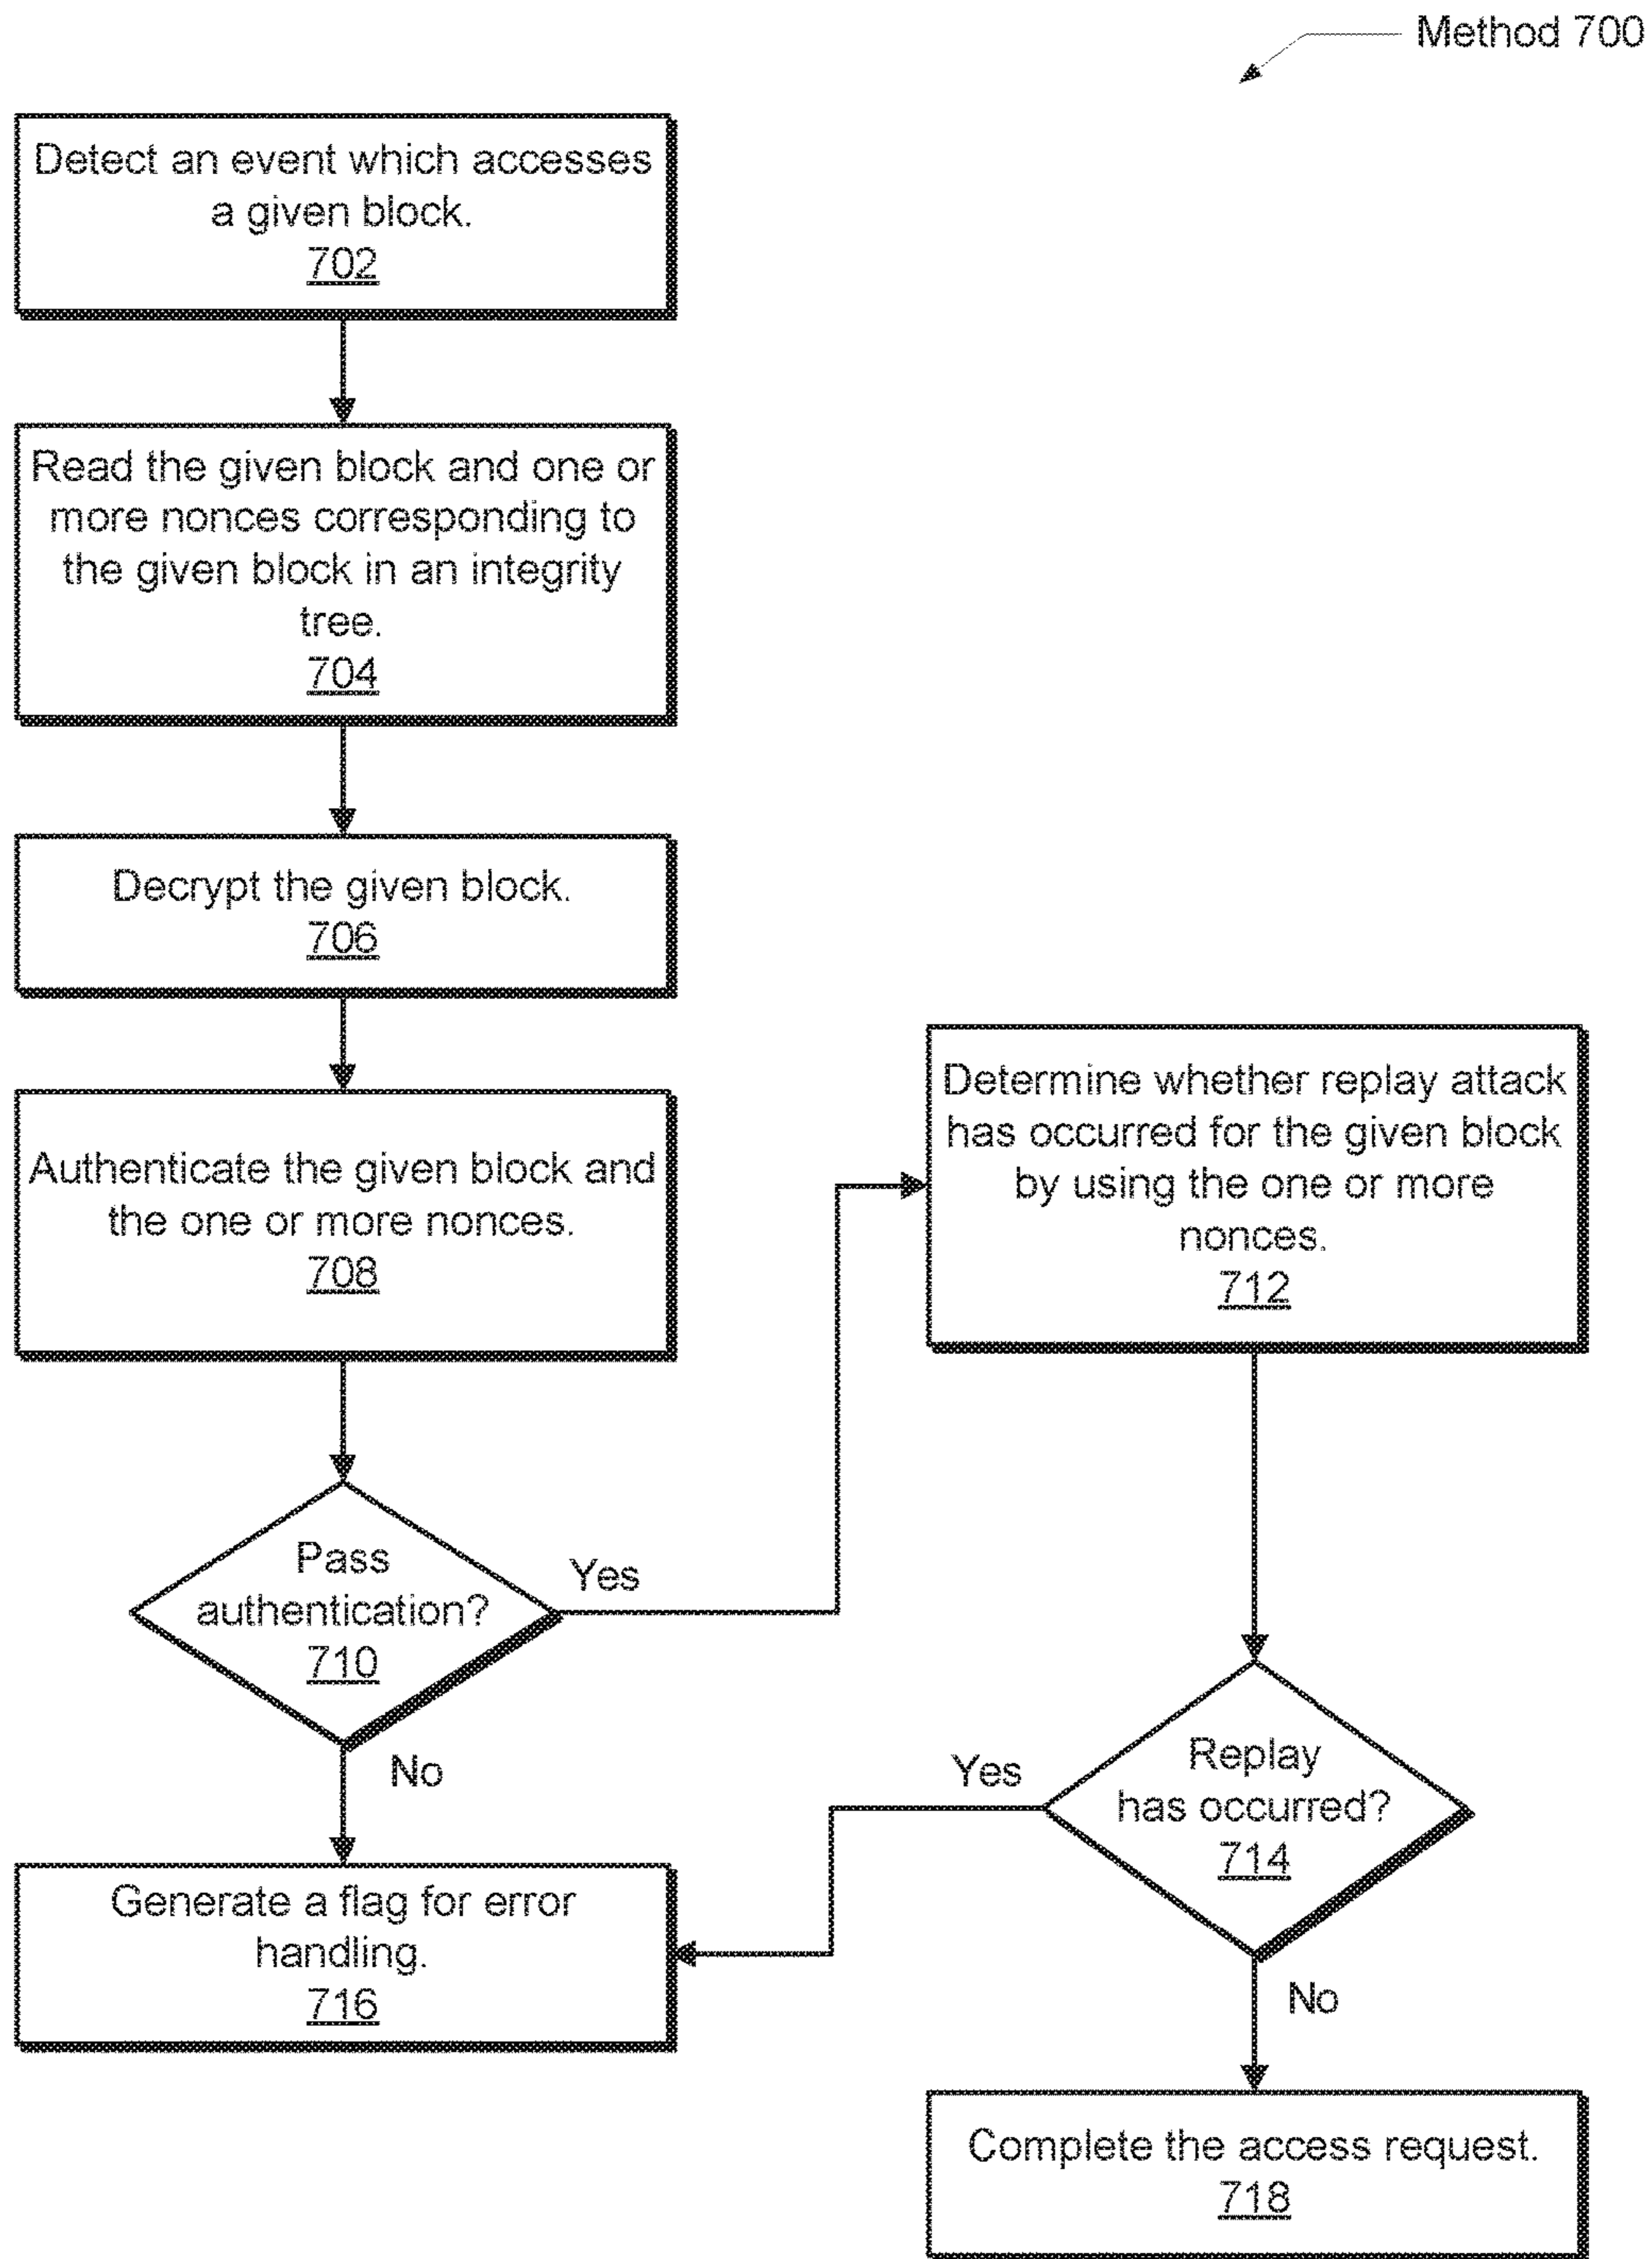 Method 700
Detect an event which accesses
a given block.
702
Read the given block and one or
more nonces corresponding to
the given block in an integrity
tree.
704
Decrypt the given block.
706
Authenticate the given block and
the one or more nonces.
708
Pass
authentication?
710
Yes
No
Determine whether replay attack
has occurred for the given block
by using the one or more
nonces.
712
Replay
has occurred?
714
Yes
No
Generate a flag for error
handling.
716
Complete the access request.
718